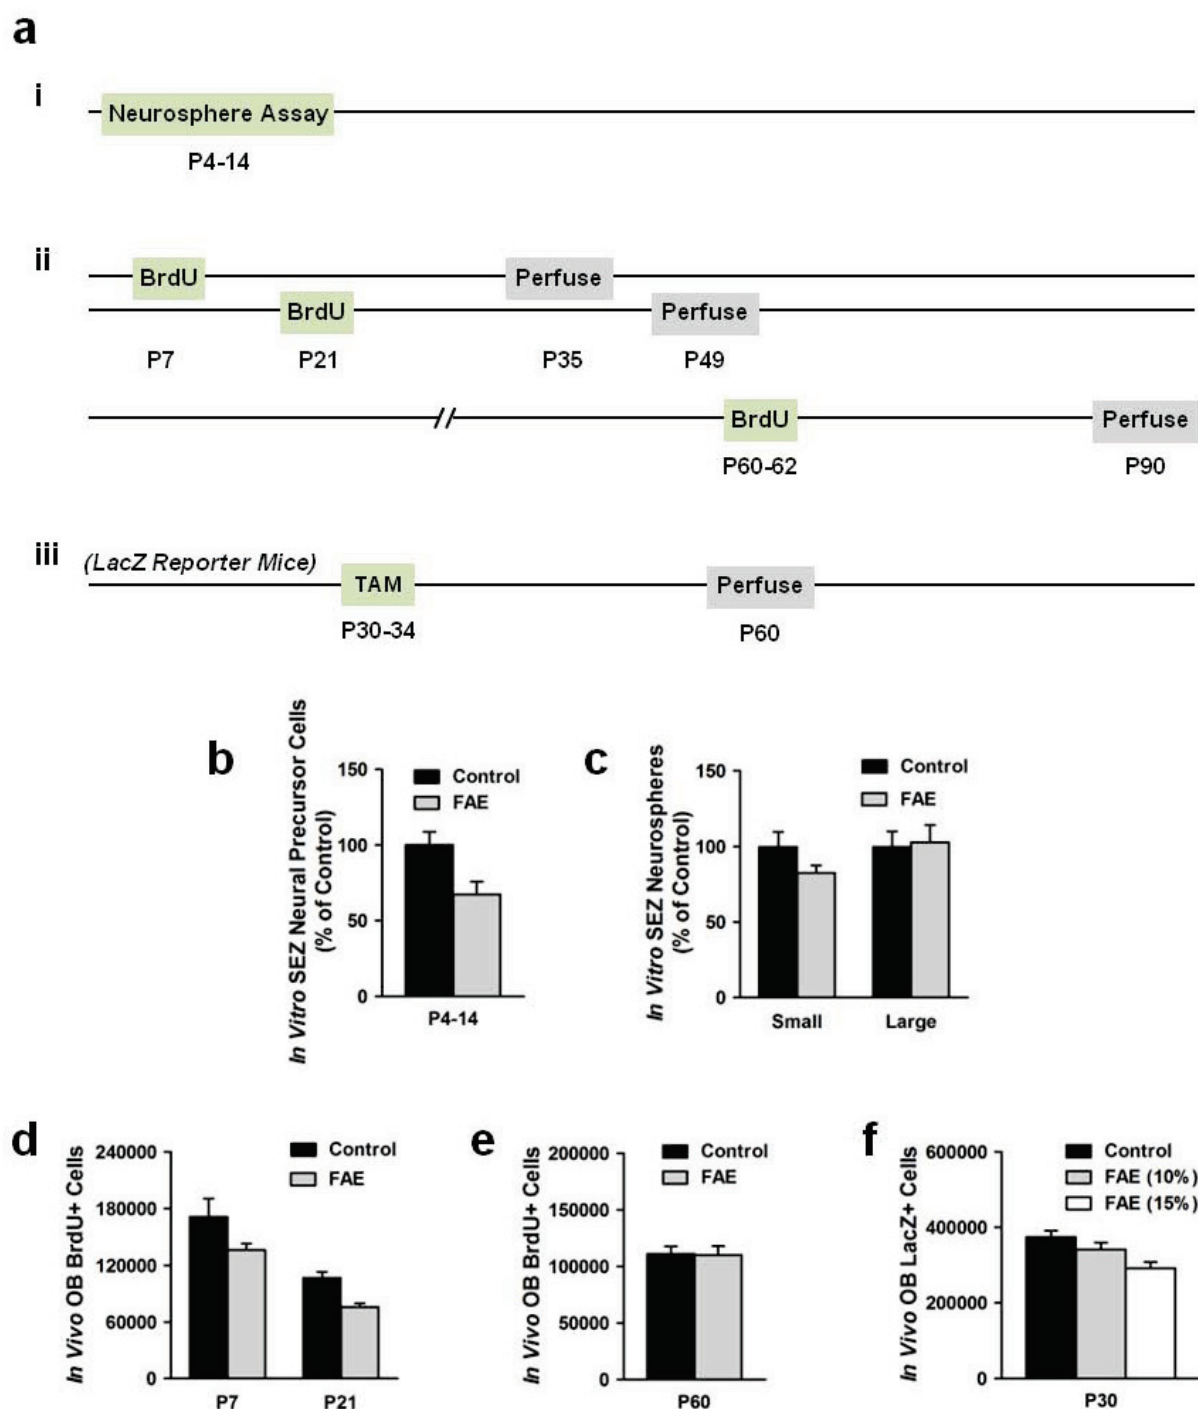 a
i
Neurosphere Assay
P4-14
ii
BrdU
Perfuse
BrdU
Perfuse
P7 P21 P35 P49
BrdU
Perfuse
P60-62 P90
iii
(LacZ Reporter Mice)
TAM
Perfuse
P30-34 P60
b
In Vitro SEZ Neural Precursor Cells
(% of Control)
150
100
50
0
Control
FAE
P4-14
c
In Vitro SEZ Neurospheres
(% of Control)
150
100
50
0
Control
FAE
Small Large
d
In Vivo OB BrdU+ Cells
240000
180000
120000
60000
0
Control
FAE
P7 P21
e
In Vivo OB BrdU+ Cells
200000
150000
100000
50000
0
Control
FAE
P60
f
In Vivo OB LacZ+ Cells
600000
400000
200000
0
Control
FAE (10%)
FAE (15%)
P30